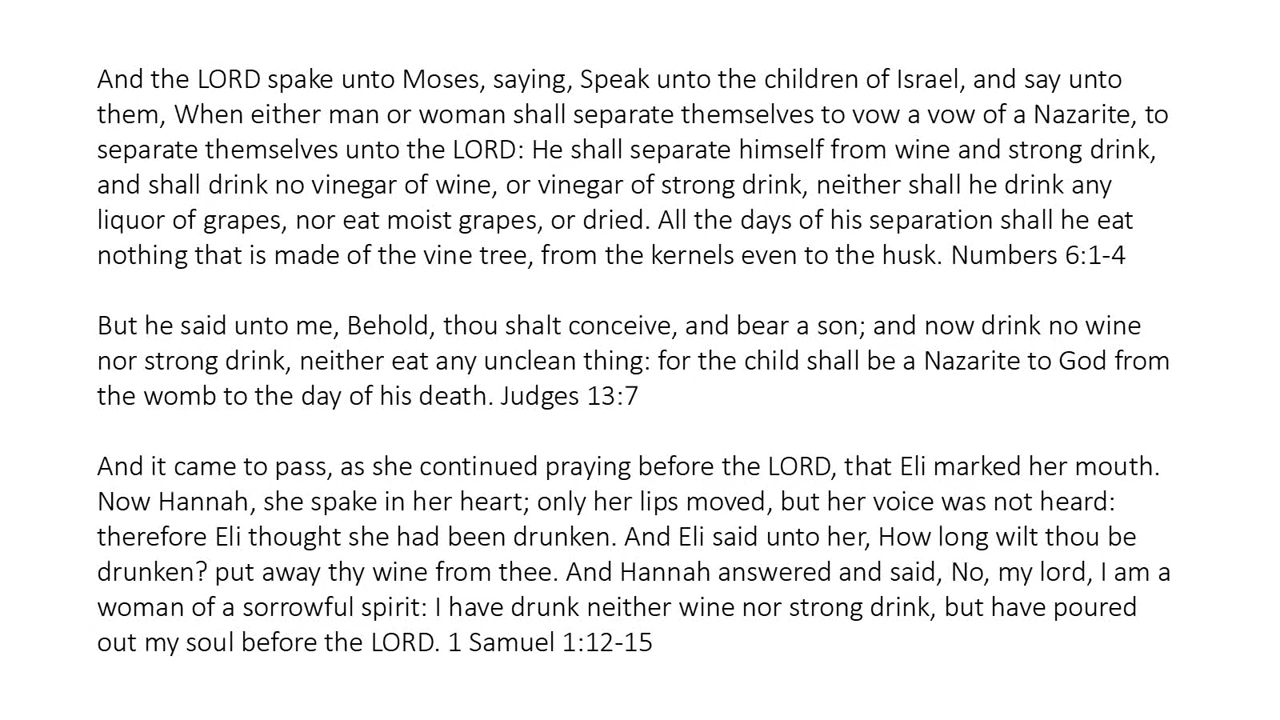 And the LORD spake unto Moses, saying, Speak unto the children of Israel, and say unto
them, When either man or woman shall separate themselves to vow a vow of a Nazarite, to
separate themselves unto the LORD: He shall separate himself from wine and strong drink,
and shall drink no vinegar of wine, or vinegar of strong drink, neither shall he drink any
liquor of grapes, nor eat moist grapes, or dried. All the days of his separation shall he eat
nothing that is made of the vine tree, from the kernels even to the husk. Numbers 6:1-4
But he said unto me, Behold, thou shalt conceive, and bear a son; and now drink no wine
nor strong drink, neither eat any unclean thing: for the child shall be a Nazarite to God from
the womb to the day of his death. Judges 13:7
And it came to pass, as she continued praying before the LORD, that Eli marked her mouth.
Now Hannah, she spake in her heart; only her lips moved, but her voice was not heard:
therefore Eli thought she had been drunken. And Eli said unto her, How long wilt thou be
drunken? put away thy wine from thee. And Hannah answered and said, No, my lord, I am a
woman of a sorrowful spirit: I have drunk neither wine nor strong drink, but have poured
out my soul before the LORD. 1 Samuel 1:12-15